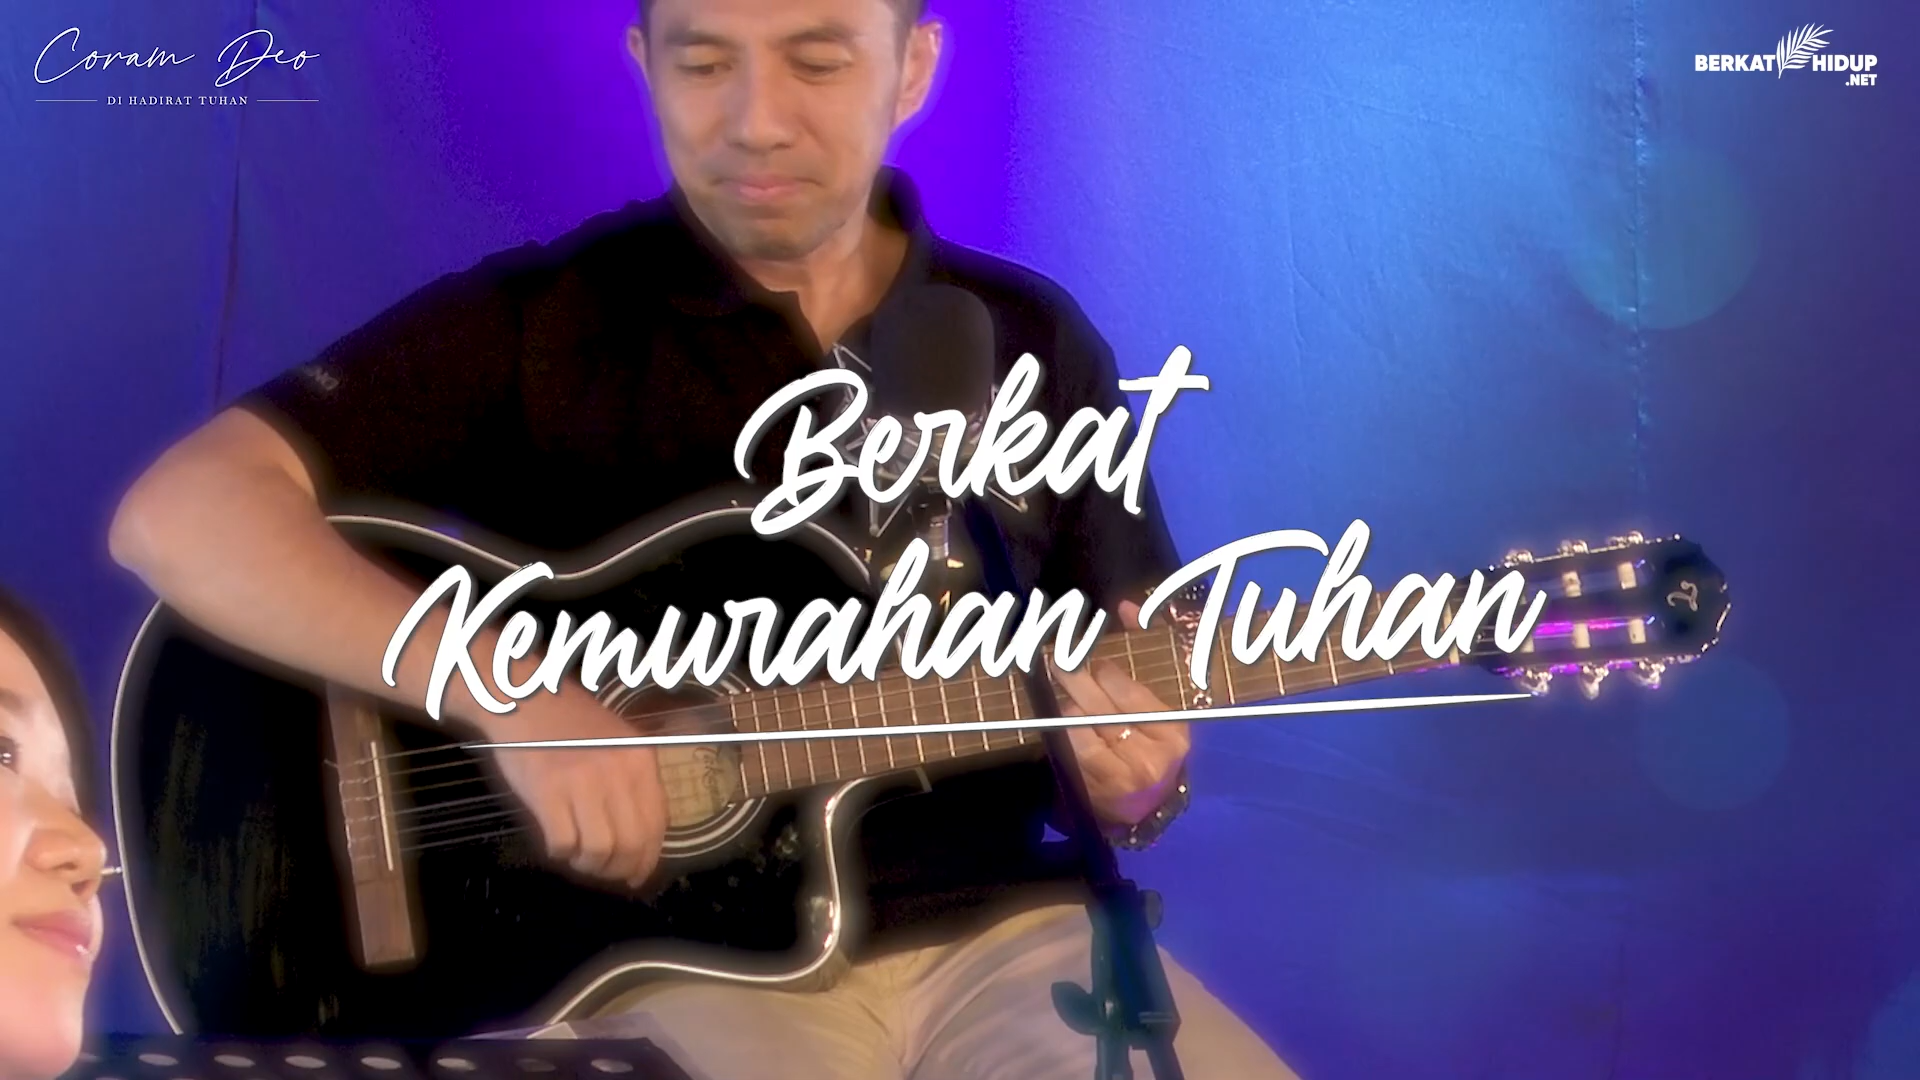 Coram Deo
DI HADIRAT TUHAN
BERKAT HIDUP
.NET
Berkat
Kemurahan Tuhan